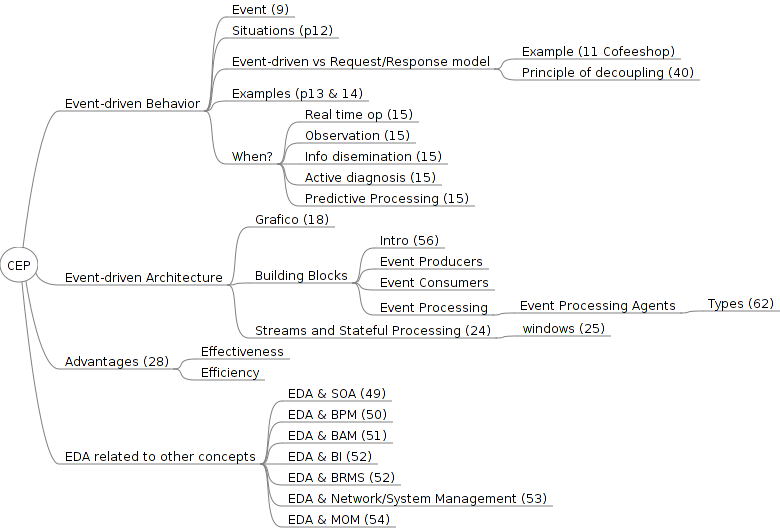 CEP
Event-driven Behavior
Event (9)
Situations (p12)
Event-driven vs Request/Response model
Example (11 Cofeeshop)
Principle of decoupling (40)
Examples (p13 & 14)
When?
Real time op (15)
Observation (15)
Info disemination (15)
Active diagnosis (15)
Predictive Processing (15)
Event-driven Architecture
Grafico (18)
Building Blocks
Intro (56)
Event Producers
Event Consumers
Event Processing
Event Processing Agents
Types (62)
Streams and Stateful Processing (24)
windows (25)
Advantages (28)
Effectiveness
Efficiency
EDA related to other concepts
EDA & SOA (49)
EDA & BPM (50)
EDA & BAM (51)
EDA & BI (52)
EDA & BRMS (52)
EDA & Network/System Management (53)
EDA & MOM (54)